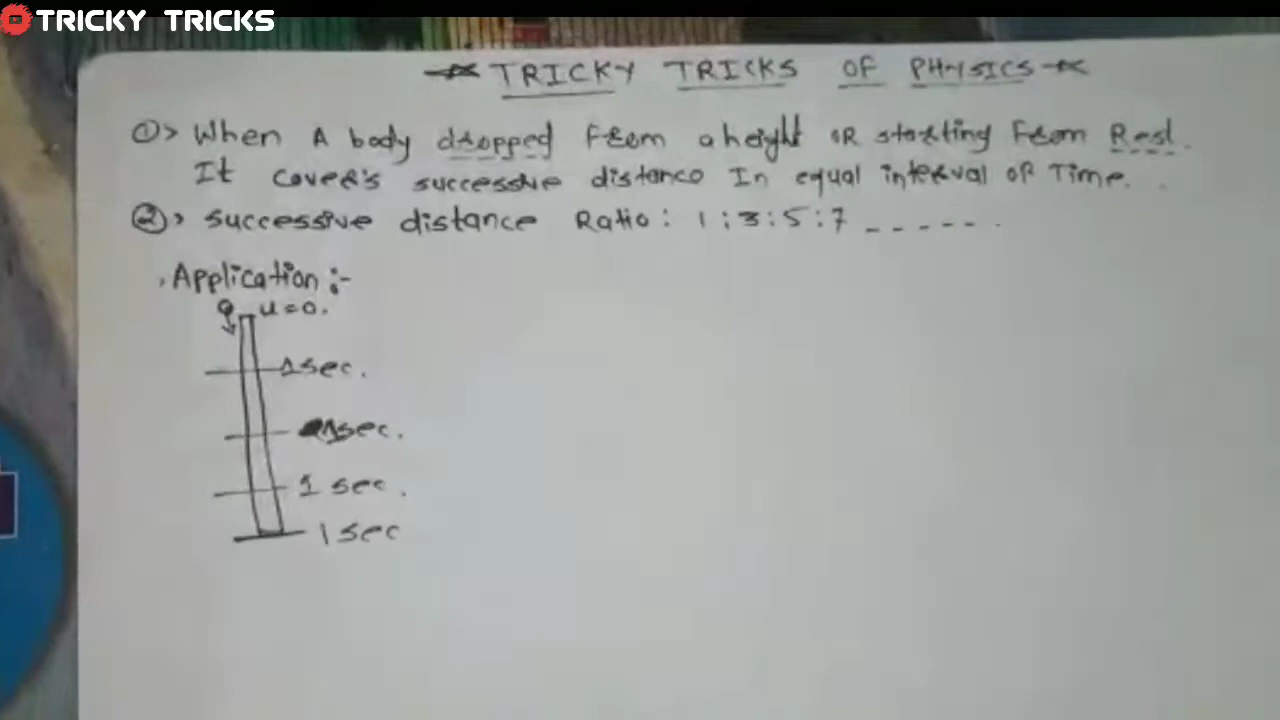 TRICKY TRICKS
TRICKY TRICKS OF PHYSICS
1> When A body dropped From a height OR starting From Rest.
It cover's successive distance In equal interval of Time.
2> successive distance Ratio: 1:3:5:7 ------
Application :-
u=0.
1sec.
1sec.
1 sec.
1 sec